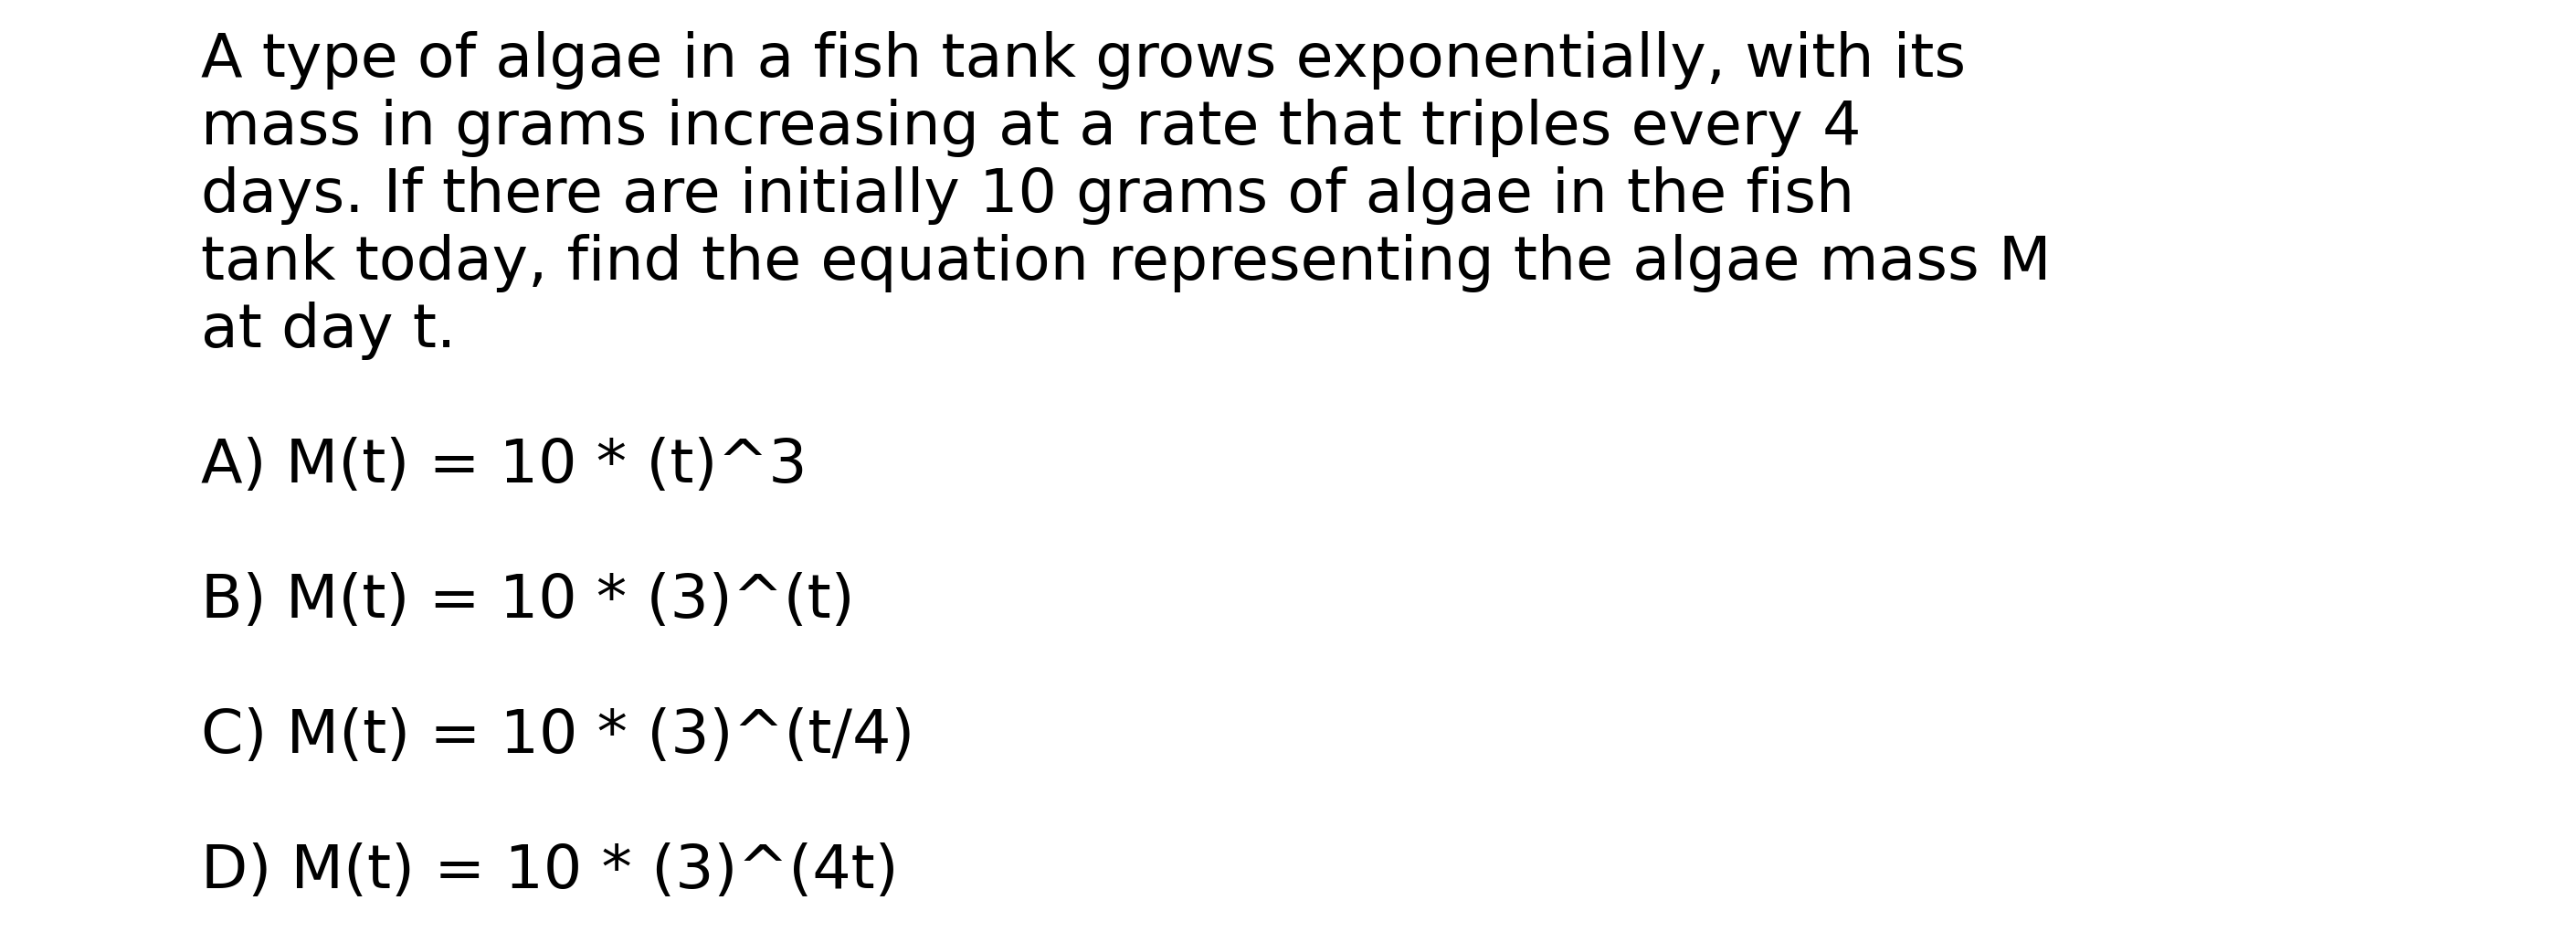 A type of algae in a fish tank grows exponentially, with its
mass in grams increasing at a rate that triples every 4
days. If there are initially 10 grams of algae in the fish
tank today, find the equation representing the algae mass M
at day t.
A) M(t) = 10 * (t)^3
B) M(t) = 10 * (3)^(t)
C) M(t) = 10 * (3)^(t/4)
D) M(t) = 10 * (3)^(4t)